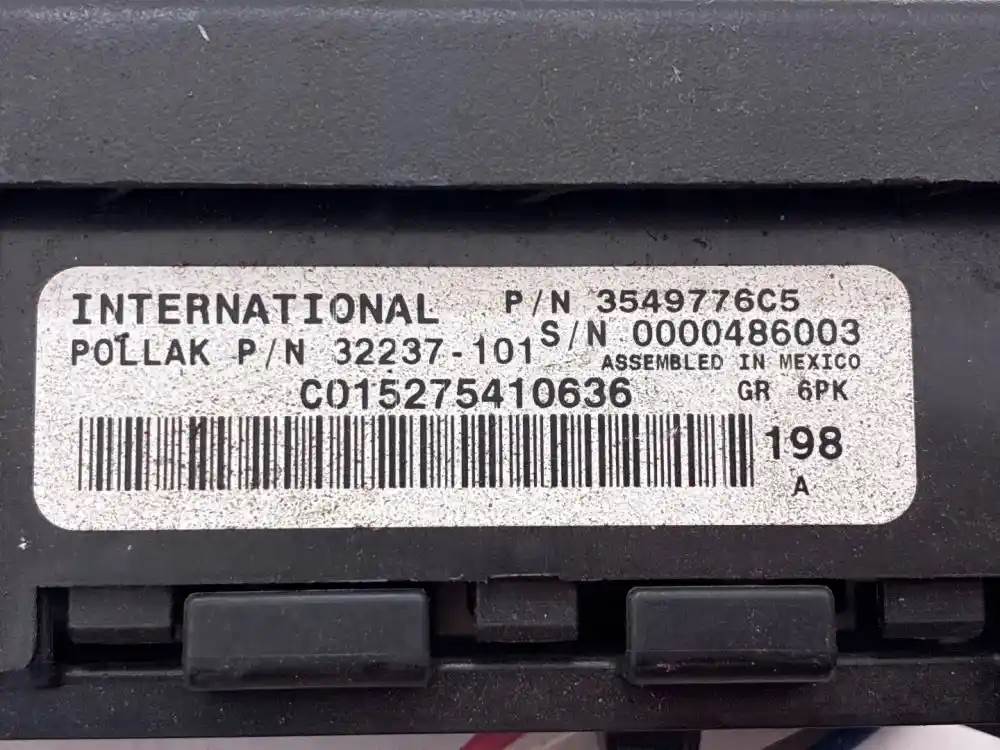 INTERNATIONAL P/N 3549776C5
POLLAK P/N 32237-101 S/N 0000486003
ASSEMBLED IN MEXICO
C015275410636 GR 6PK
198
A